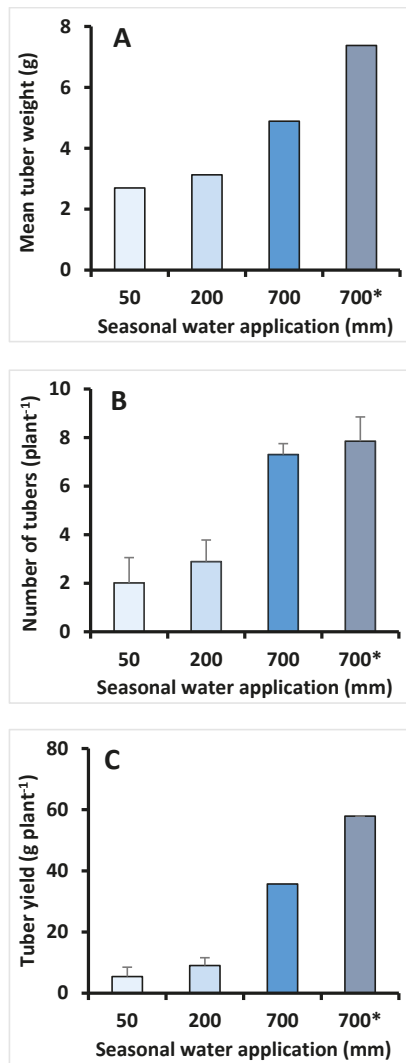 A
Mean tuber weight (g)
8
6
4
2
0
50 200 700 700*
Seasonal water application (mm)
B
Number of tubers (plant⁻¹)
10
8
6
4
2
0
50 200 700 700*
Seasonal water application (mm)
C
Tuber yield (g plant⁻¹)
80
60
40
20
0
50 200 700 700*
Seasonal water application (mm)